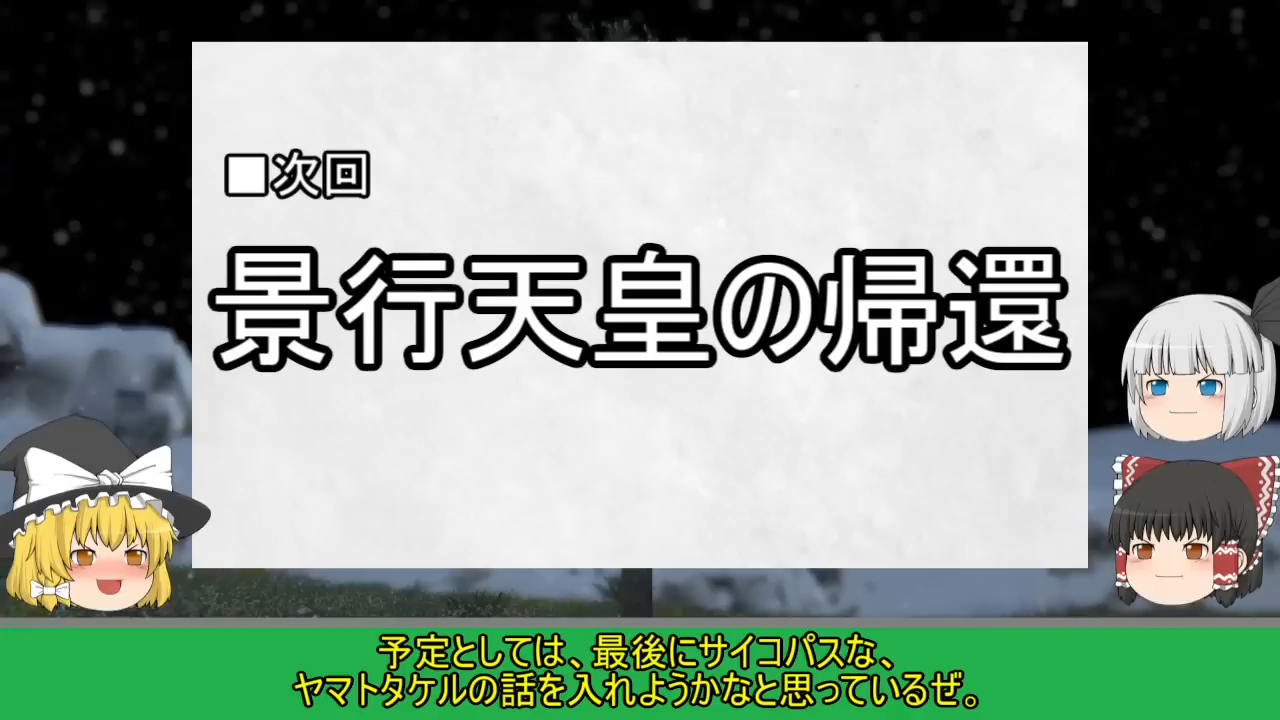 ■次回
景行天皇の帰還
予定としては、最後にサイコパスな、
ヤマトタケルの話を入れようかなと思っているぜ。